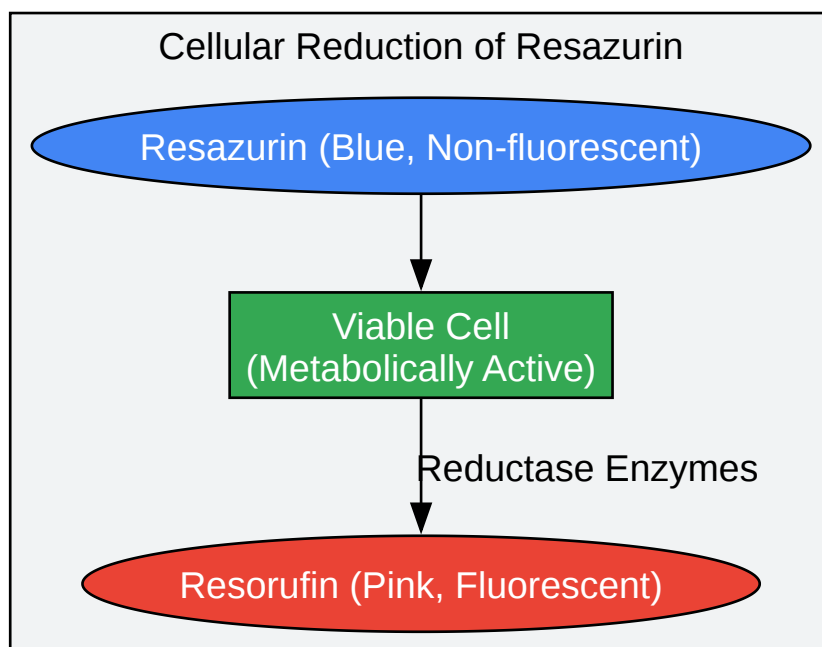 Cellular Reduction of Resazurin
Resazurin (Blue, Non-fluorescent)
Viable Cell
(Metabolically Active)
Reductase Enzymes
Resorufin (Pink, Fluorescent)